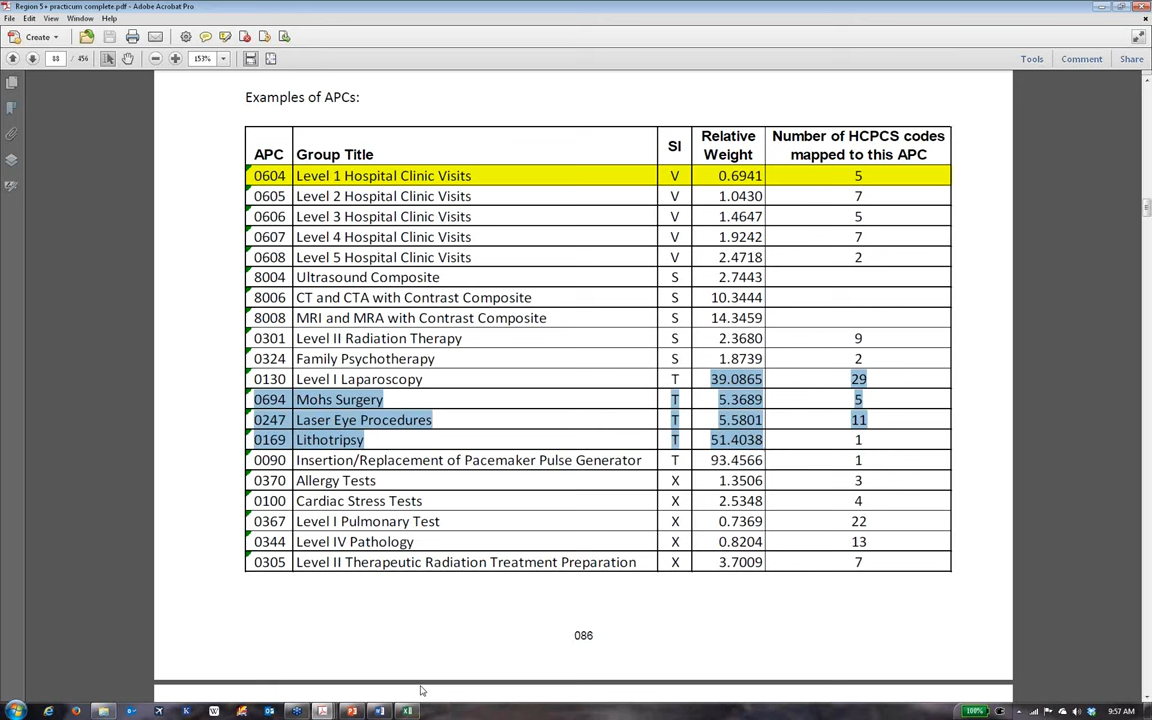 Region 5+ practicum complete.pdf - Adobe Acrobat Pro
File Edit View Window Help
Create
88 / 456 153% Tools Comment Share
Examples of APCs:
APC Group Title SI Relative Weight Number of HCPCS codes mapped to this APC
0604 Level 1 Hospital Clinic Visits V 0.6941 5
0605 Level 2 Hospital Clinic Visits V 1.0430 7
0606 Level 3 Hospital Clinic Visits V 1.4647 5
0607 Level 4 Hospital Clinic Visits V 1.9242 7
0608 Level 5 Hospital Clinic Visits V 2.4718 2
8004 Ultrasound Composite S 2.7443
8006 CT and CTA with Contrast Composite S 10.3444
8008 MRI and MRA with Contrast Composite S 14.3459
0301 Level II Radiation Therapy S 2.3680 9
0324 Family Psychotherapy S 1.8739 2
0130 Level I Laparoscopy T 39.0865 29
0694 Mohs Surgery T 5.3689 5
0247 Laser Eye Procedures T 5.5801 11
0169 Lithotripsy T 51.4038 1
0090 Insertion/Replacement of Pacemaker Pulse Generator T 93.4566 1
0370 Allergy Tests X 1.3506 3
0100 Cardiac Stress Tests X 2.5348 4
0367 Level I Pulmonary Test X 0.7369 22
0344 Level IV Pathology X 0.8204 13
0305 Level II Therapeutic Radiation Treatment Preparation X 3.7009 7
086
100% 9:57 AM